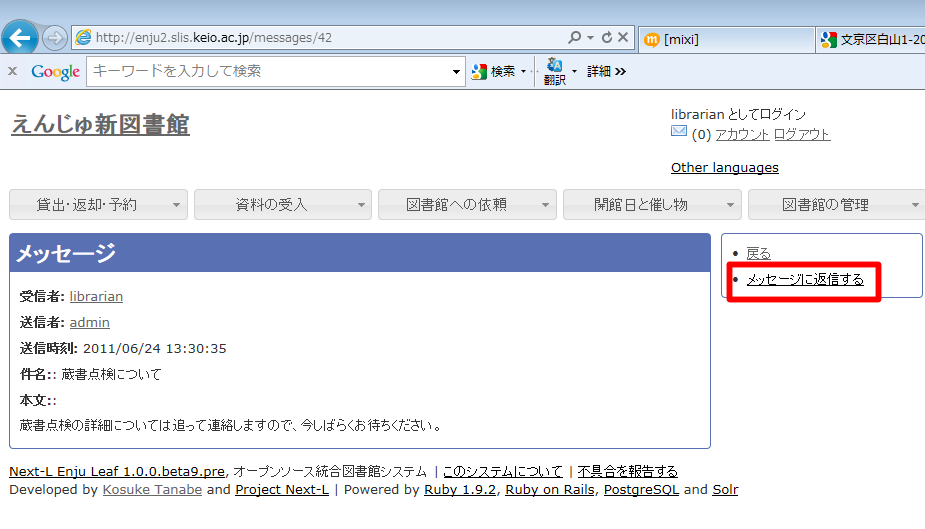 http://enju2.slis.keio.ac.jp/messages/42
[mixi]
文京区白山1-20
x Google キーワードを入力して検索 検索 翻訳 詳細 »
えんじゅ新図書館
librarian としてログイン
(0) アカウント ログアウト
Other languages
貸出・返却・予約 資料の受入 図書館への依頼 開館日と催し物 図書館の管理
メッセージ
受信者: librarian
送信者: admin
送信時刻: 2011/06/24 13:30:35
件名:: 蔵書点検について
本文::
蔵書点検の詳細については追って連絡しますので、今しばらくお待ちください。
戻る
メッセージに返信する
Next-L Enju Leaf 1.0.0.beta9.pre, オープンソース統合図書館システム | このシステムについて | 不具合を報告する
Developed by Kosuke Tanabe and Project Next-L | Powered by Ruby 1.9.2, Ruby on Rails, PostgreSQL and Solr